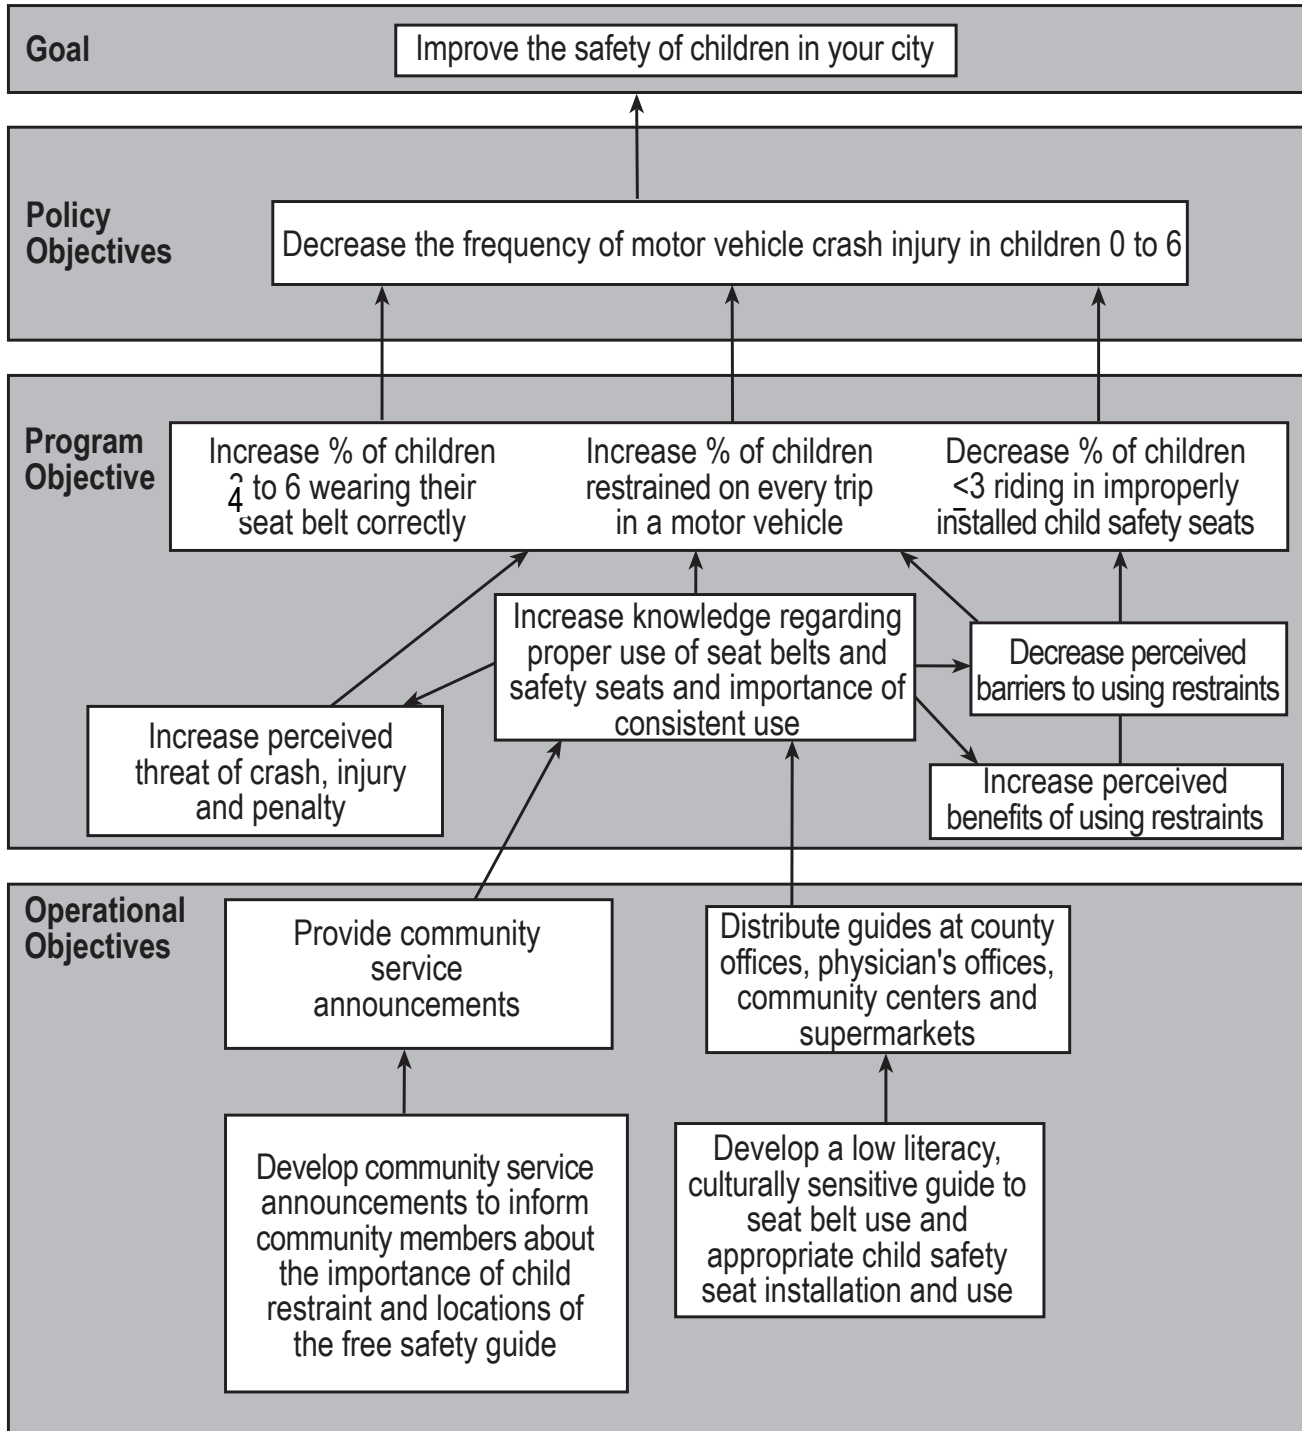 Goal
Improve the safety of children in your city
Policy
Objectives
Decrease the frequency of motor vehicle crash injury in children 0 to 6
Program
Objective
Increase % of children
4 to 6 wearing their
seat belt correctly
Increase % of children
restrained on every trip
in a motor vehicle
Decrease % of children
≤3 riding in improperly
installed child safety seats
Increase knowledge regarding
proper use of seat belts and
safety seats and importance of
consistent use
Decrease perceived
barriers to using restraints
Increase perceived
threat of crash, injury
and penalty
Increase perceived
benefits of using restraints
Operational
Objectives
Provide community
service
announcements
Distribute guides at county
offices, physician's offices,
community centers and
supermarkets
Develop community service
announcements to inform
community members about
the importance of child
restraint and locations of
the free safety guide
Develop a low literacy,
culturally sensitive guide to
seat belt use and
appropriate child safety
seat installation and use